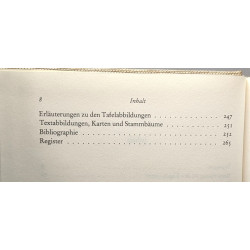 8 Inhalt
Erläuterungen zu den Tafelabbildungen . . . . . . . . . . 247
Textabbildungen, Karten und Stammbäume . . . . . . . . 251
Bibliographie . . . . . . . . . . . . . . . . . . . . . . 252
Register . . . . . . . . . . . . . . . . . . . . . . . . 265